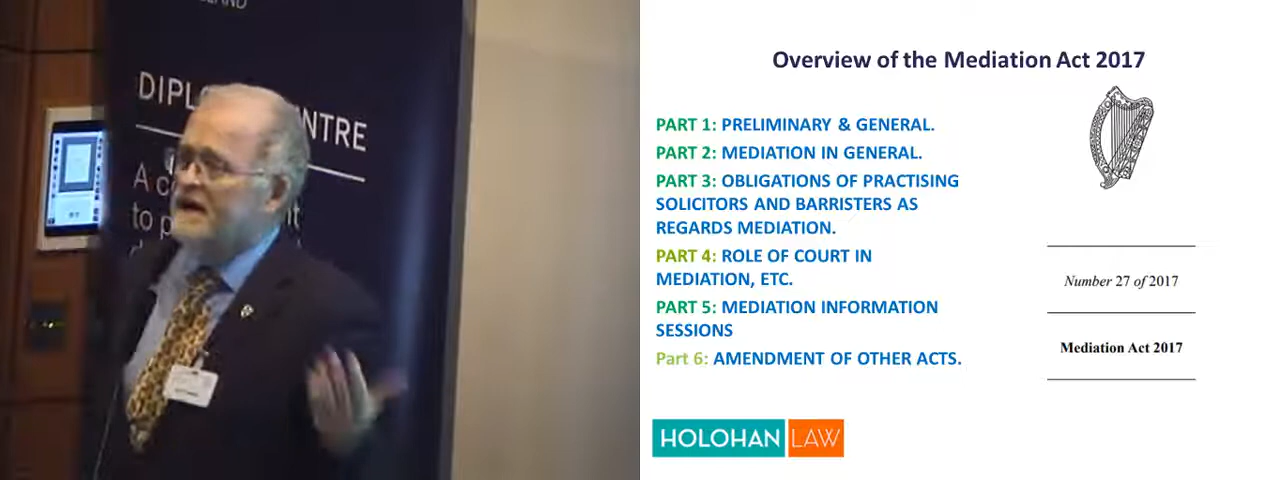 DIPL NTRE
A
to
Overview of the Mediation Act 2017
PART 1: PRELIMINARY & GENERAL.
PART 2: MEDIATION IN GENERAL.
PART 3: OBLIGATIONS OF PRACTISING
SOLICITORS AND BARRISTERS AS
REGARDS MEDIATION.
PART 4: ROLE OF COURT IN
MEDIATION, ETC.
PART 5: MEDIATION INFORMATION
SESSIONS
Part 6: AMENDMENT OF OTHER ACTS.
Number 27 of 2017
Mediation Act 2017
HOLOHAN LAW